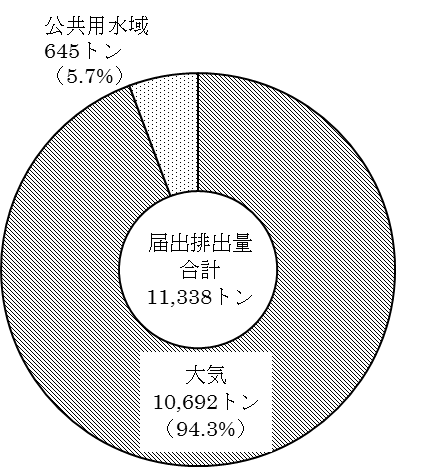 公共用水域
645トン
（5.7%）
届出排出量
合計
11,338トン
大気
10,692トン
（94.3%）